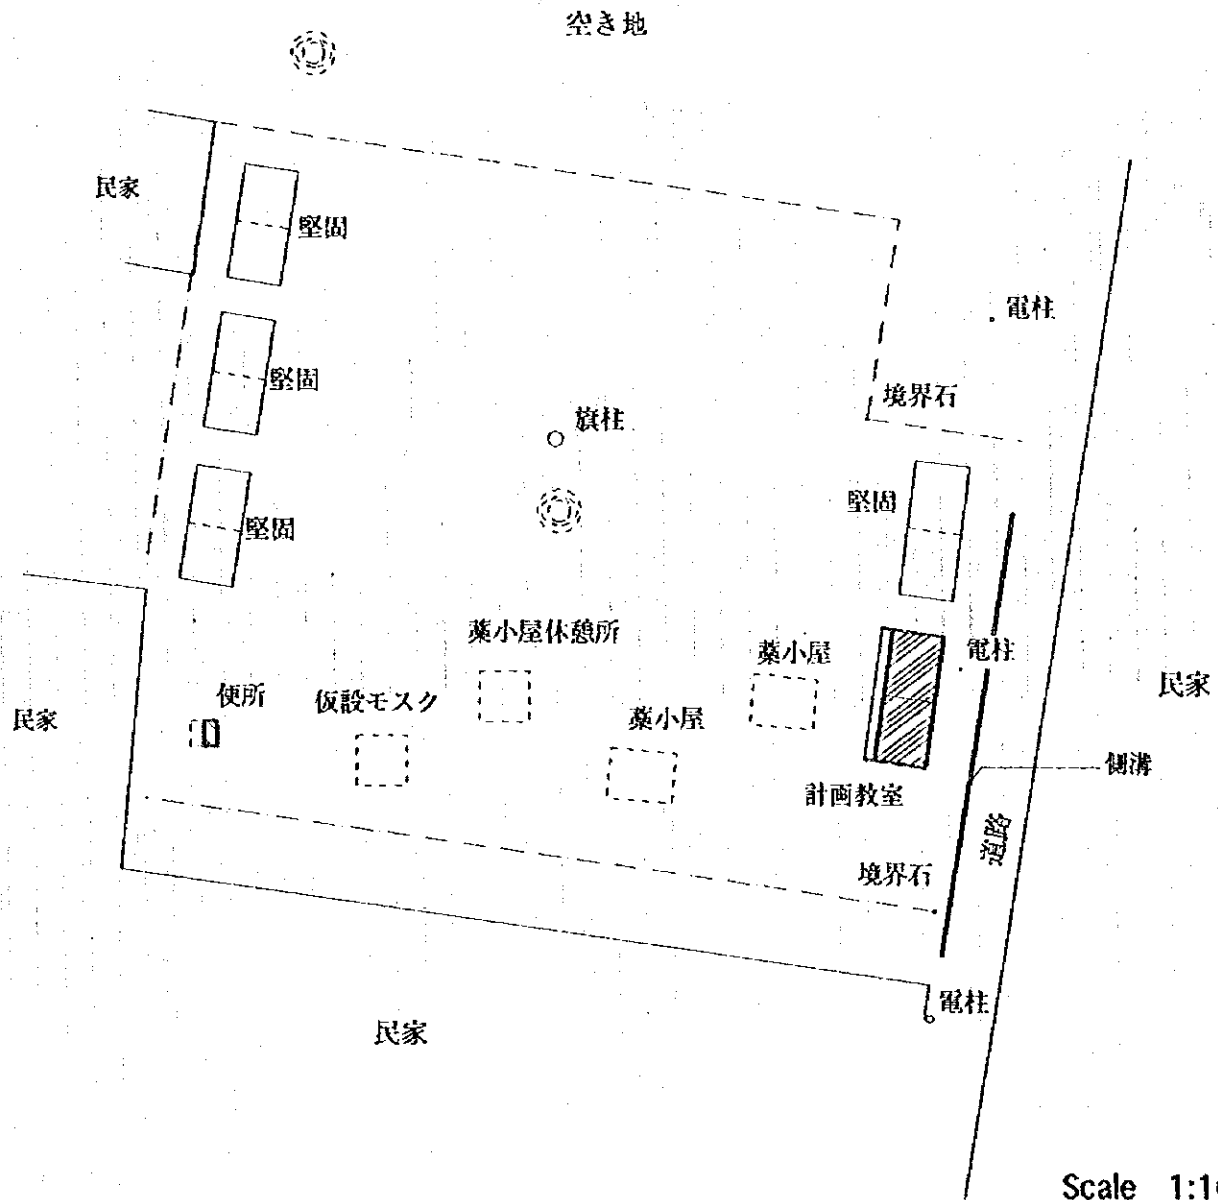 空き地
民家
堅固
電柱
堅固
境界石
旗柱
堅固
堅固
藁小屋休憩所
藁小屋
電柱
民家
便所
仮設モスク
藁小屋
民家
側溝
計画教室
道路
境界石
電柱
民家
Scale 1:1